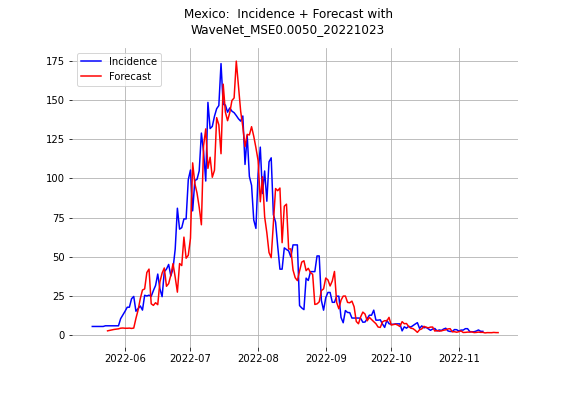 Mexico:  Incidence + Forecast with
WaveNet_MSE0.0050_20221023
Incidence
Forecast
175
150
125
100
75
50
25
0
2022-06 2022-07 2022-08 2022-09 2022-10 2022-11